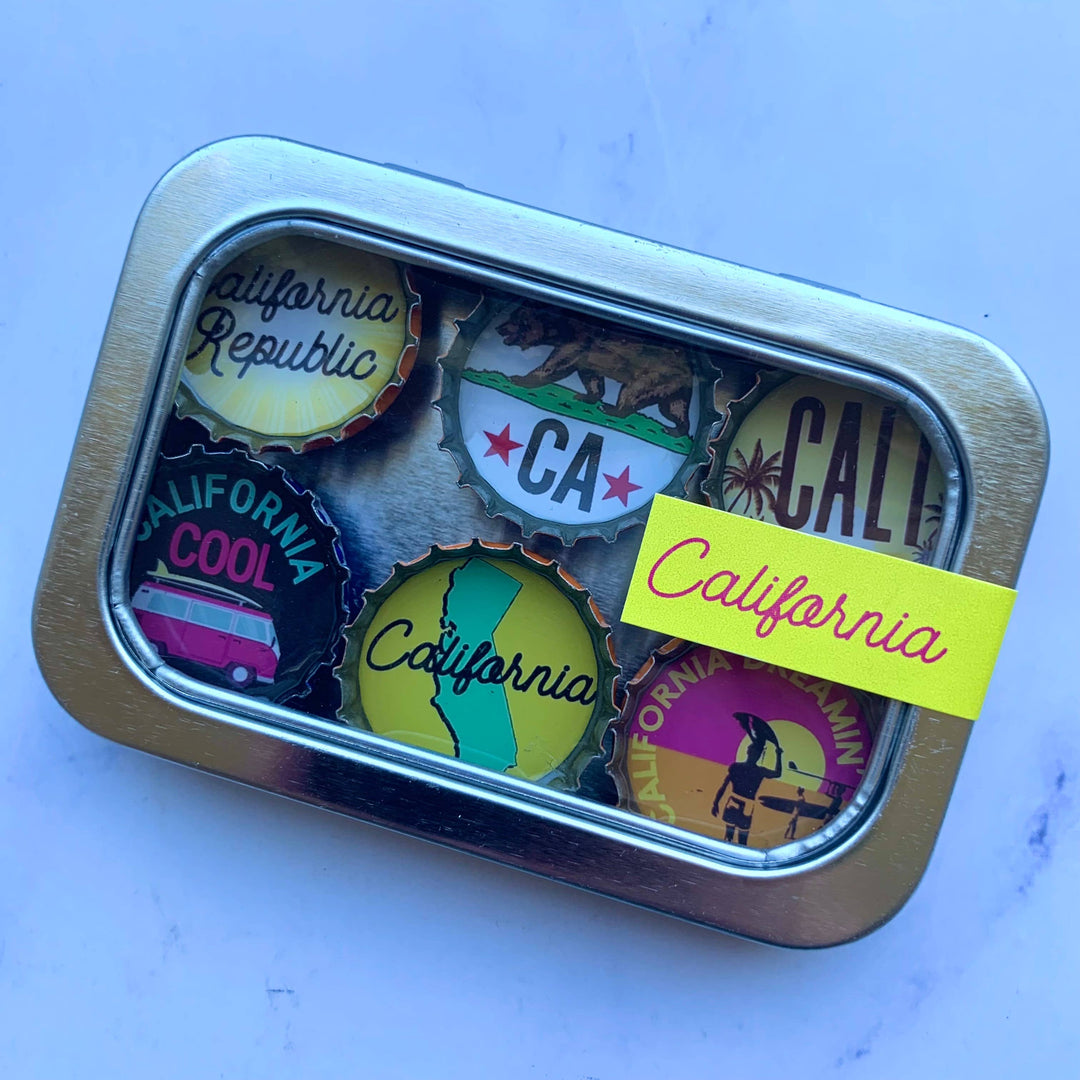 alifornia
Republic
CA
CALI
CALIFORNIA
COOL
California
California
CALIFORNIA DREAMIN'